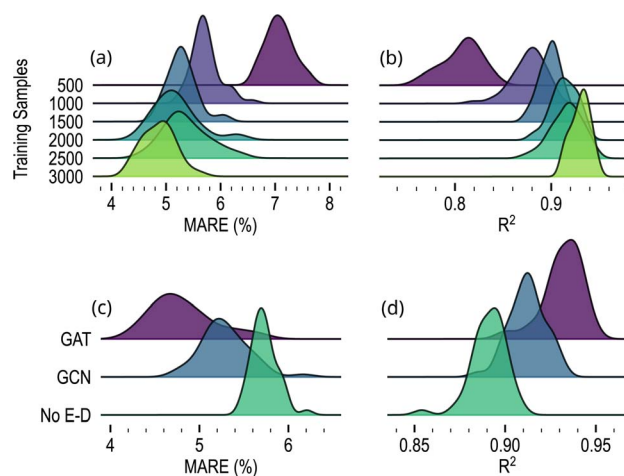 (a)
(b)
Training Samples
500
1000
1500
2000
2500
3000
4 5 6 7 8
MARE (%)
0.8 0.9
R²
(c)
(d)
GAT
GCN
No E-D
4 5 6
MARE (%)
0.85 0.90 0.95
R²